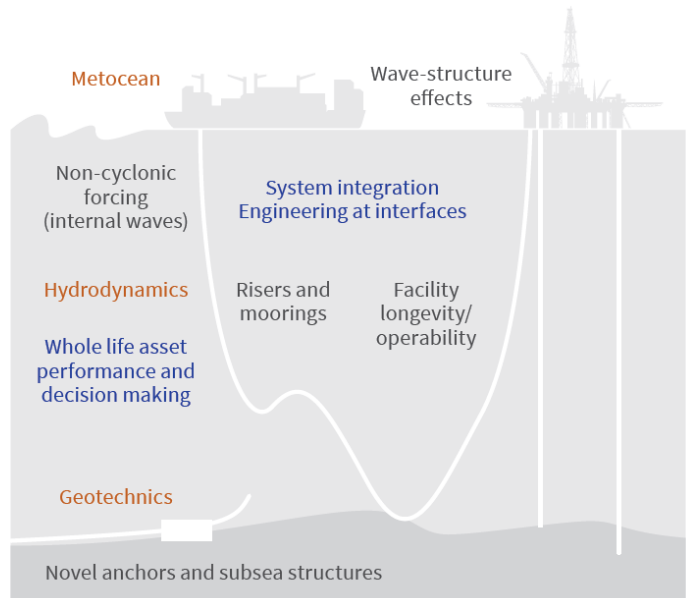 Metocean
Wave-structure
effects
Non-cyclonic
forcing
(internal waves)
System integration
Engineering at interfaces
Hydrodynamics
Risers and
moorings
Facility
longevity/
operability
Whole life asset
performance and
decision making
Geotechnics
Novel anchors and subsea structures